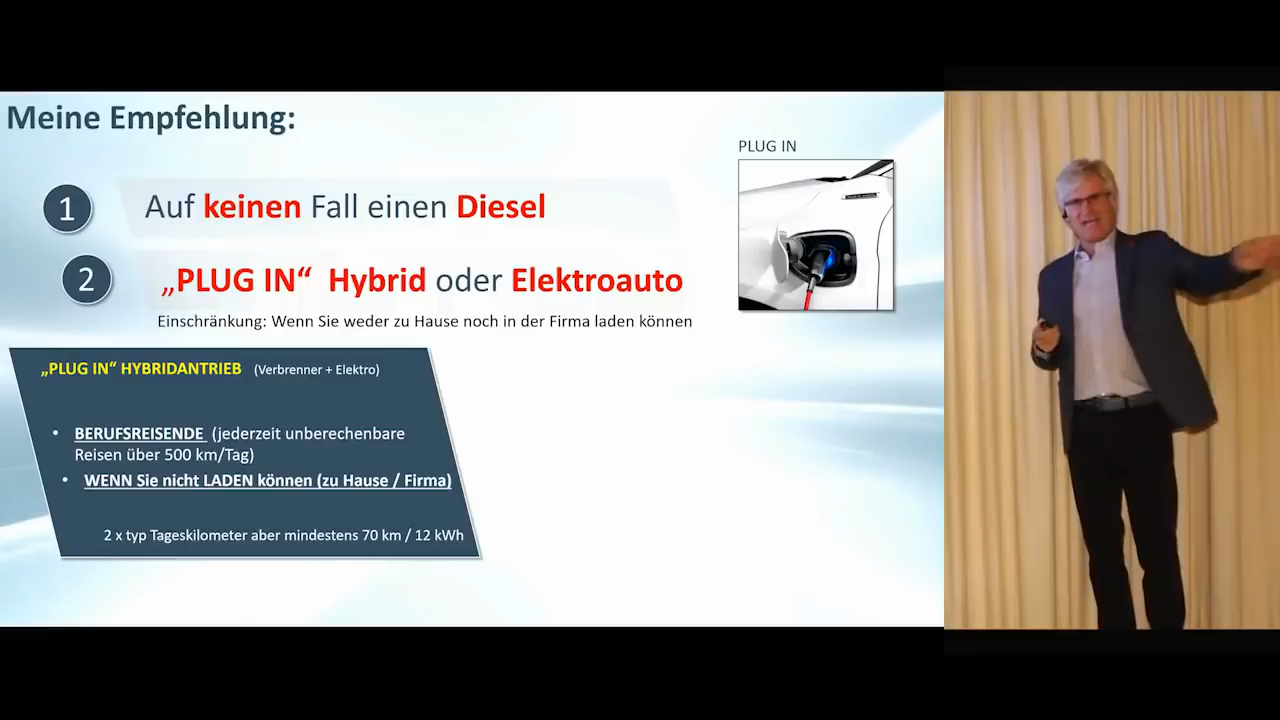 Meine Empfehlung:
PLUG IN
1 Auf keinen Fall einen Diesel
2 „PLUG IN“ Hybrid oder Elektroauto
Einschränkung: Wenn Sie weder zu Hause noch in der Firma laden können
„PLUG IN“ HYBRIDANTRIEB (Verbrenner + Elektro)
• BERUFSREISENDE (jederzeit unberechenbare
Reisen über 500 km/Tag)
• WENN Sie nicht LADEN können (zu Hause / Firma)
2 x typ Tageskilometer aber mindestens 70 km / 12 kWh